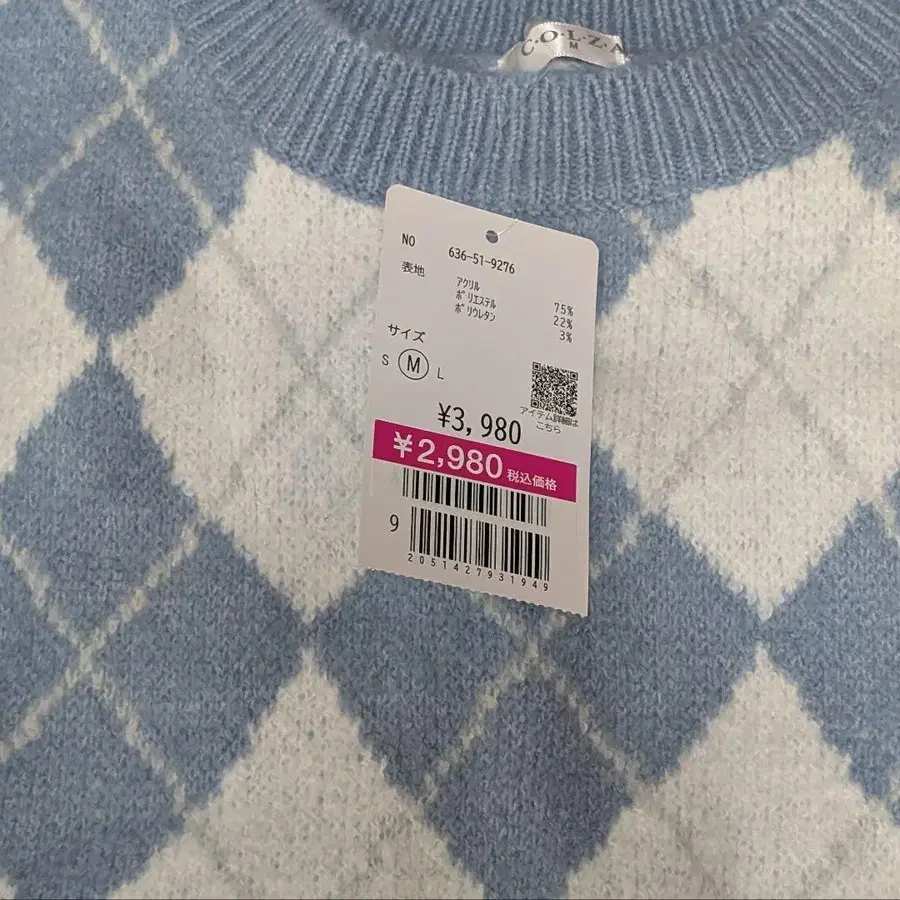 C·O·L·Z·A
M
NO 636-51-9276
表地 アクリル 75%
ポリエステル 22%
ポリウレタン 3%
サイズ
S M L
アイテム詳細は
こちら
¥3,980
¥2,980 税込価格
9
2051427931949